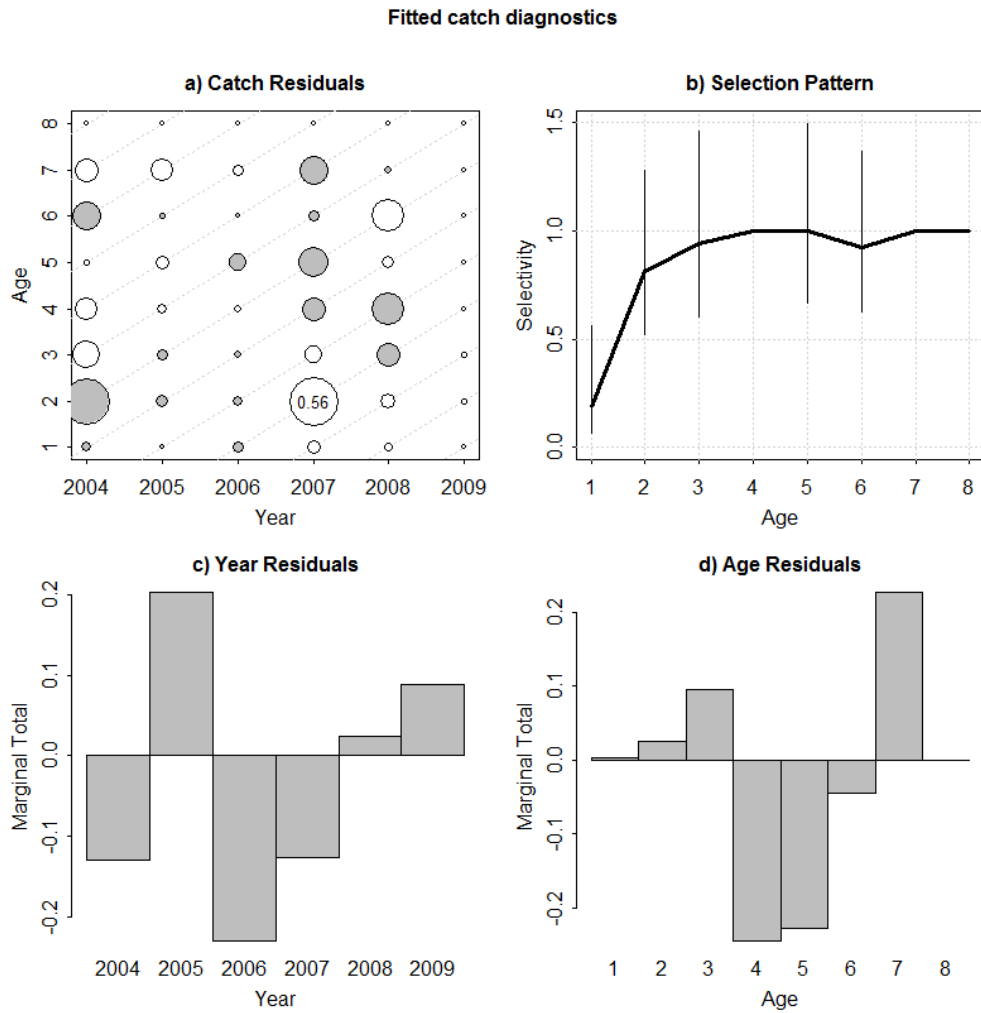 Fitted catch diagnostics
a) Catch Residuals
8
7
6
5
4
3
2
1
Age
0.56
2004 2005 2006 2007 2008 2009
Year
b) Selection Pattern
1.5
1.0
0.5
0.0
Selectivity
1 2 3 4 5 6 7 8
Age
c) Year Residuals
0.2
0.1
0.0
-0.1
-0.2
Marginal Total
2004 2005 2006 2007 2008 2009
Year
d) Age Residuals
0.2
0.1
0.0
-0.1
-0.2
Marginal Total
1 2 3 4 5 6 7 8
Age